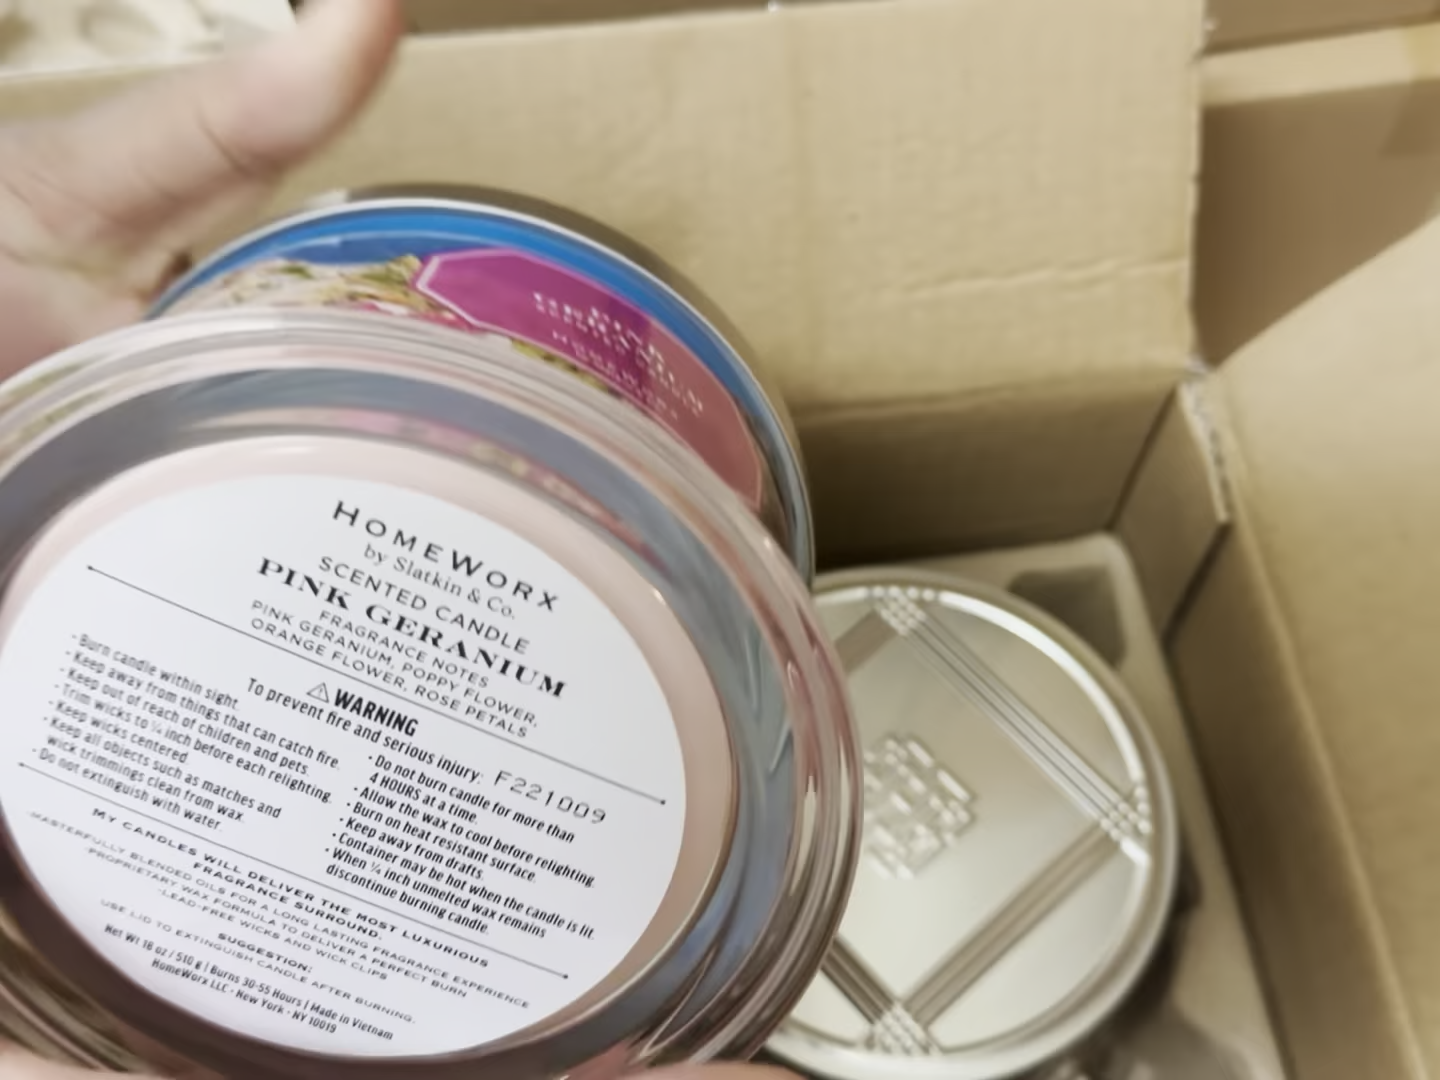 HOMEWORX
by Slatkin & Co.
SCENTED CANDLE
PINK GERANIUM
FRAGRANCE NOTES
PINK GERANIUM, POPPY FLOWER,
ORANGE FLOWER, ROSE PETALS
⚠ WARNING
To prevent fire and serious injury:
F221009
- Burn candle within sight.
- Keep away from things that can catch fire.
- Keep out of reach of children and pets.
- Trim wicks to ¼ inch before each relighting.
- Keep wicks centered.
- Keep all objects such as matches and
wick trimmings clean from wax.
- Do not extinguish with water.
- Do not burn candle for more than
4 HOURS at a time.
- Allow the wax to cool before relighting.
- Burn on heat resistant surface.
- Keep away from drafts.
- Container may be hot when the candle is lit.
- When ¼ inch unmelted wax remains
discontinue burning candle.
MY CANDLES WILL DELIVER THE MOST LUXURIOUS
FRAGRANCE SURROUND.
-MASTERFULLY BLENDED OILS FOR A LONG LASTING FRAGRANCE EXPERIENCE
-PROPRIETARY WAX FORMULA TO DELIVER A PERFECT BURN
-LEAD-FREE WICKS AND WICK CLIPS
SUGGESTION:
USE LID TO EXTINGUISH CANDLE AFTER BURNING.
Net Wt 18 oz / 510 g | Burns 30-55 Hours | Made in Vietnam
HomeWorx LLC - New York - NY 10019
PINK
GERANIUM
SCENTED CANDLE
HOMEWORX